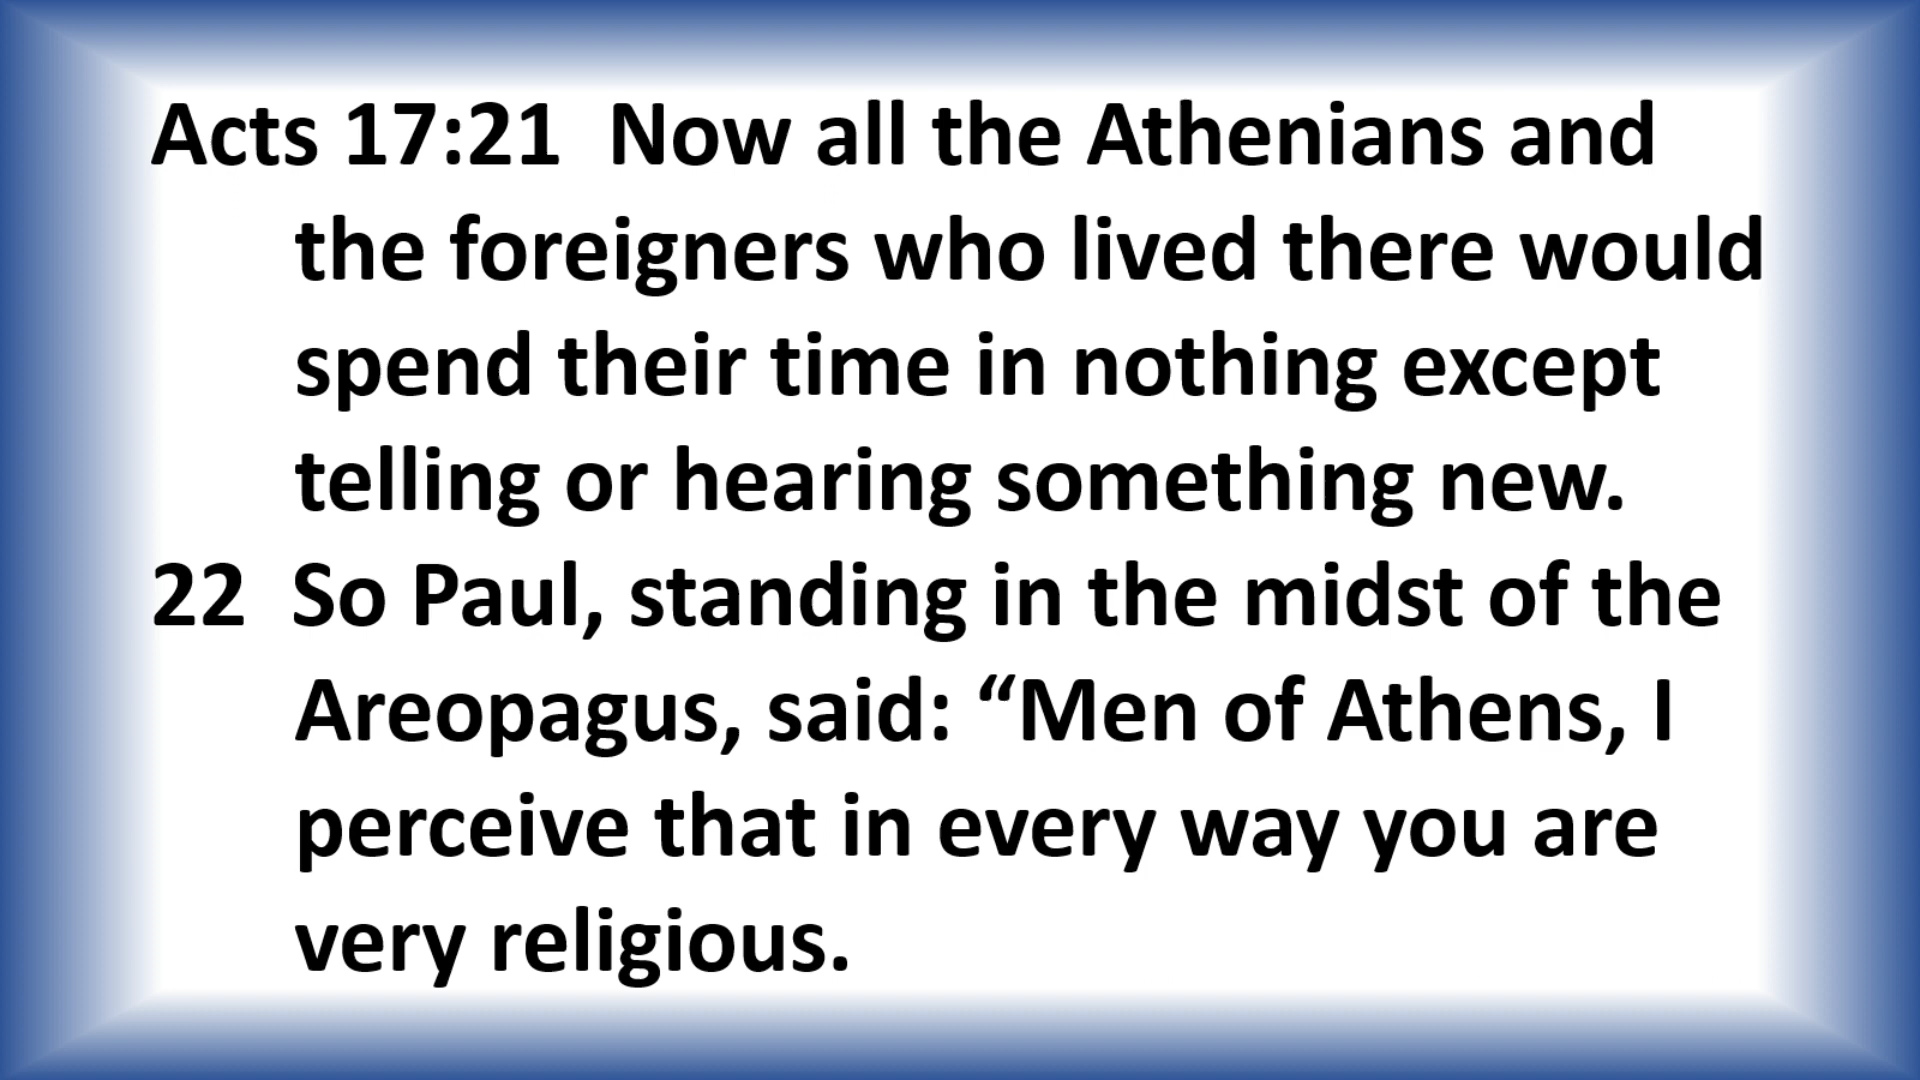 Acts 17:21  Now all the Athenians and
the foreigners who lived there would
spend their time in nothing except
telling or hearing something new.
22  So Paul, standing in the midst of the
Areopagus, said: “Men of Athens, I
perceive that in every way you are
very religious.